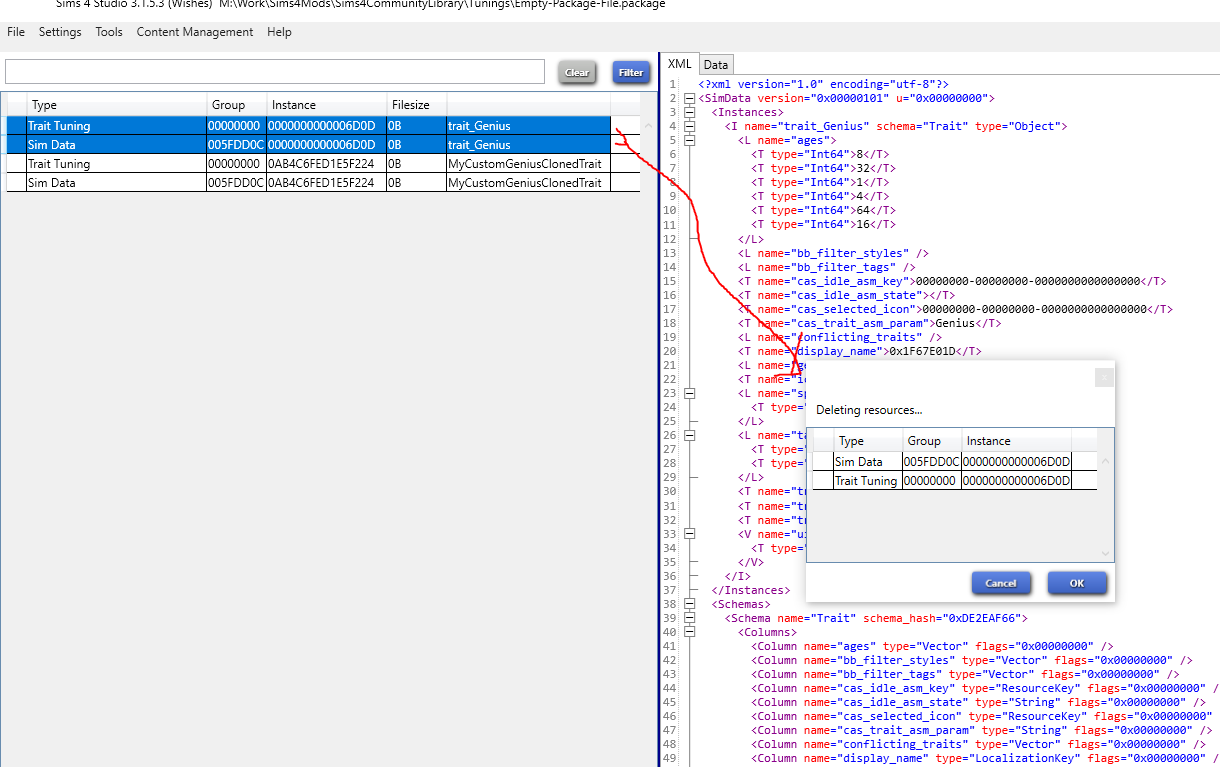 Sims 4 Studio 3.1.5.3 (Wishes) M:\Work\Sims4Mods\Sims4CommunityLibrary\Tunings\Empty-Package-File.package
File Settings Tools Content Management Help
Clear Filter
XML Data
Type Group Instance Filesize
Trait Tuning 00000000 0000000000006D0D 0B trait_Genius
Sim Data 005FDD0C 0000000000006D0D 0B trait_Genius
Trait Tuning 00000000 0AB4C6FED1E5F224 0B MyCustomGeniusClonedTrait
Sim Data 005FDD0C 0AB4C6FED1E5F224 0B MyCustomGeniusClonedTrait
1 <?xml version="1.0" encoding="utf-8"?>
2 <SimData version="0x00000101" u="0x00000000">
3 <Instances>
4 <I name="trait_Genius" schema="Trait" type="Object">
5 <L name="ages">
6 <T type="Int64">8</T>
7 <T type="Int64">32</T>
8 <T type="Int64">1</T>
9 <T type="Int64">4</T>
10 <T type="Int64">64</T>
11 <T type="Int64">16</T>
12 </L>
13 <L name="bb_filter_styles" />
14 <L name="bb_filter_tags" />
15 <T name="cas_idle_asm_key">00000000-00000000-0000000000000000</T>
16 <T name="cas_idle_asm_state"></T>
17 <T name="cas_selected_icon">00000000-00000000-0000000000000000</T>
18 <T name="cas_trait_asm_param">Genius</T>
19 <L name="conflicting_traits" />
20 <T name="display_name">0x1F67E01D</T>
21 <L name="ge
22 <T name="ic
23 <L name="sp
24 <T type="
25 </L>
26 <L name="ta
27 <T type="
28 <T type="
29 </L>
30 <T name="tr
31 <T name="tr
32 <T name="tr
33 <V name="ui
34 <T type="
35 </V>
36 </I>
37 </Instances>
38 <Schemas>
39 <Schema name="Trait" schema_hash="0xDE2EAF66">
40 <Columns>
41 <Column name="ages" type="Vector" flags="0x00000000" />
42 <Column name="bb_filter_styles" type="Vector" flags="0x00000000" />
43 <Column name="bb_filter_tags" type="Vector" flags="0x00000000" />
44 <Column name="cas_idle_asm_key" type="ResourceKey" flags="0x00000000" /
45 <Column name="cas_idle_asm_state" type="String" flags="0x00000000" />
46 <Column name="cas_selected_icon" type="ResourceKey" flags="0x00000000"
47 <Column name="cas_trait_asm_param" type="String" flags="0x00000000" />
48 <Column name="conflicting_traits" type="Vector" flags="0x00000000" />
49 <Column name="display_name" type="LocalizationKey" flags="0x00000000" /
Deleting resources...
Type Group Instance
Sim Data 005FDD0C 0000000000006D0D
Trait Tuning 00000000 0000000000006D0D
Cancel OK